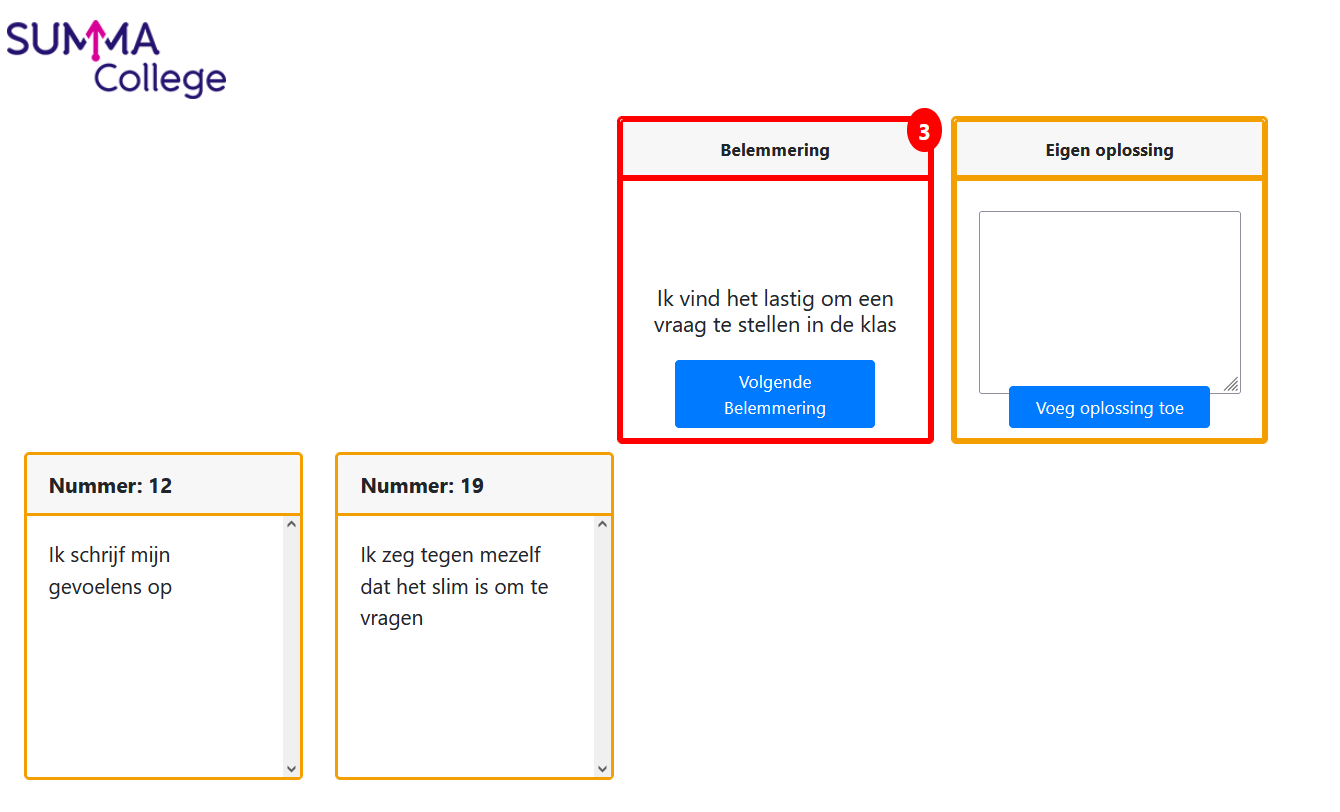 SUMMA
College
Belemmering
3
Eigen oplossing
Ik vind het lastig om een
vraag te stellen in de klas
Volgende
Belemmering
Voeg oplossing toe
Nummer: 12
Ik schrijf mijn
gevoelens op
Nummer: 19
Ik zeg tegen mezelf
dat het slim is om te
vragen